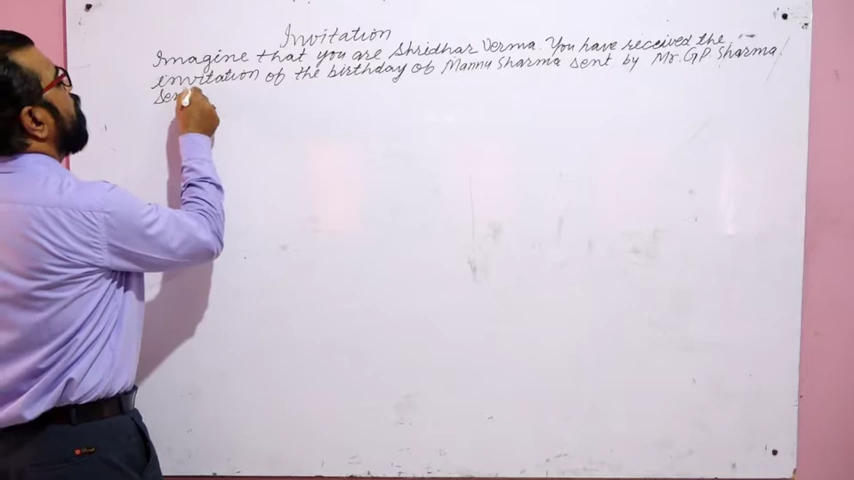 Invitation
Imagine that you are Shridhar Verma. You have received the
invitation of the birthday of Mannu Sharma sent by Mr. G.P. Sharma.
Sen